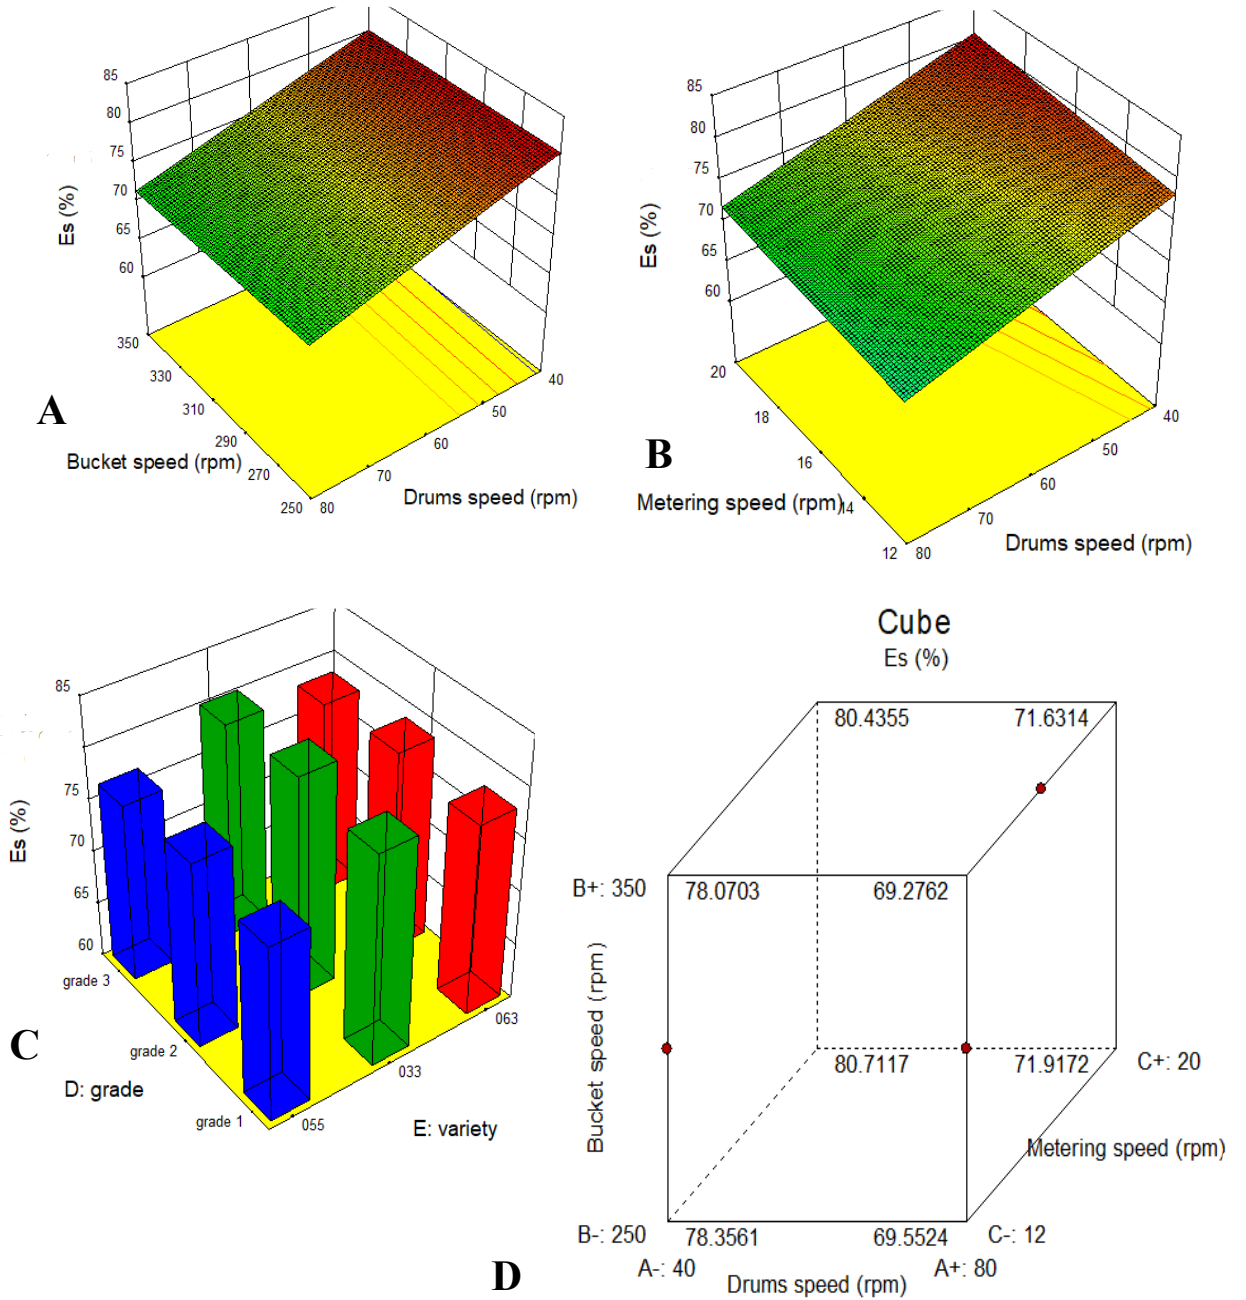 85
80
75
70
65
60
Es (%)
350
330
310
290
270
250
80
70
60
50
40
Bucket speed (rpm)
Drums speed (rpm)
A
85
80
75
70
65
60
Es (%)
20
18
16
14
12
80
70
60
50
40
Metering speed (rpm)
Drums speed (rpm)
B
85
75
70
65
60
Es (%)
grade 3
grade 2
grade 1
055
033
063
D: grade
E: variety
C
Cube
Es (%)
80.4355
71.6314
B+: 350
78.0703
69.2762
Bucket speed (rpm)
80.7117
71.9172
C+: 20
Metering speed (rpm)
B-: 250
78.3561
69.5524
C-: 12
A-: 40
Drums speed (rpm)
A+: 80
D